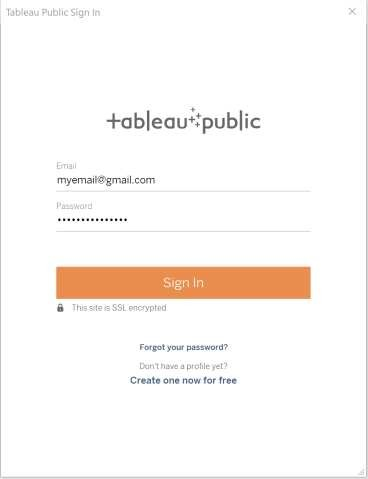 Tableau Public Sign In
+ableau public
Email
myemail@gmail.com
Password
•••••••••••••••
Sign In
This site is SSL encrypted
Forgot your password?
Don't have a profile yet?
Create one now for free